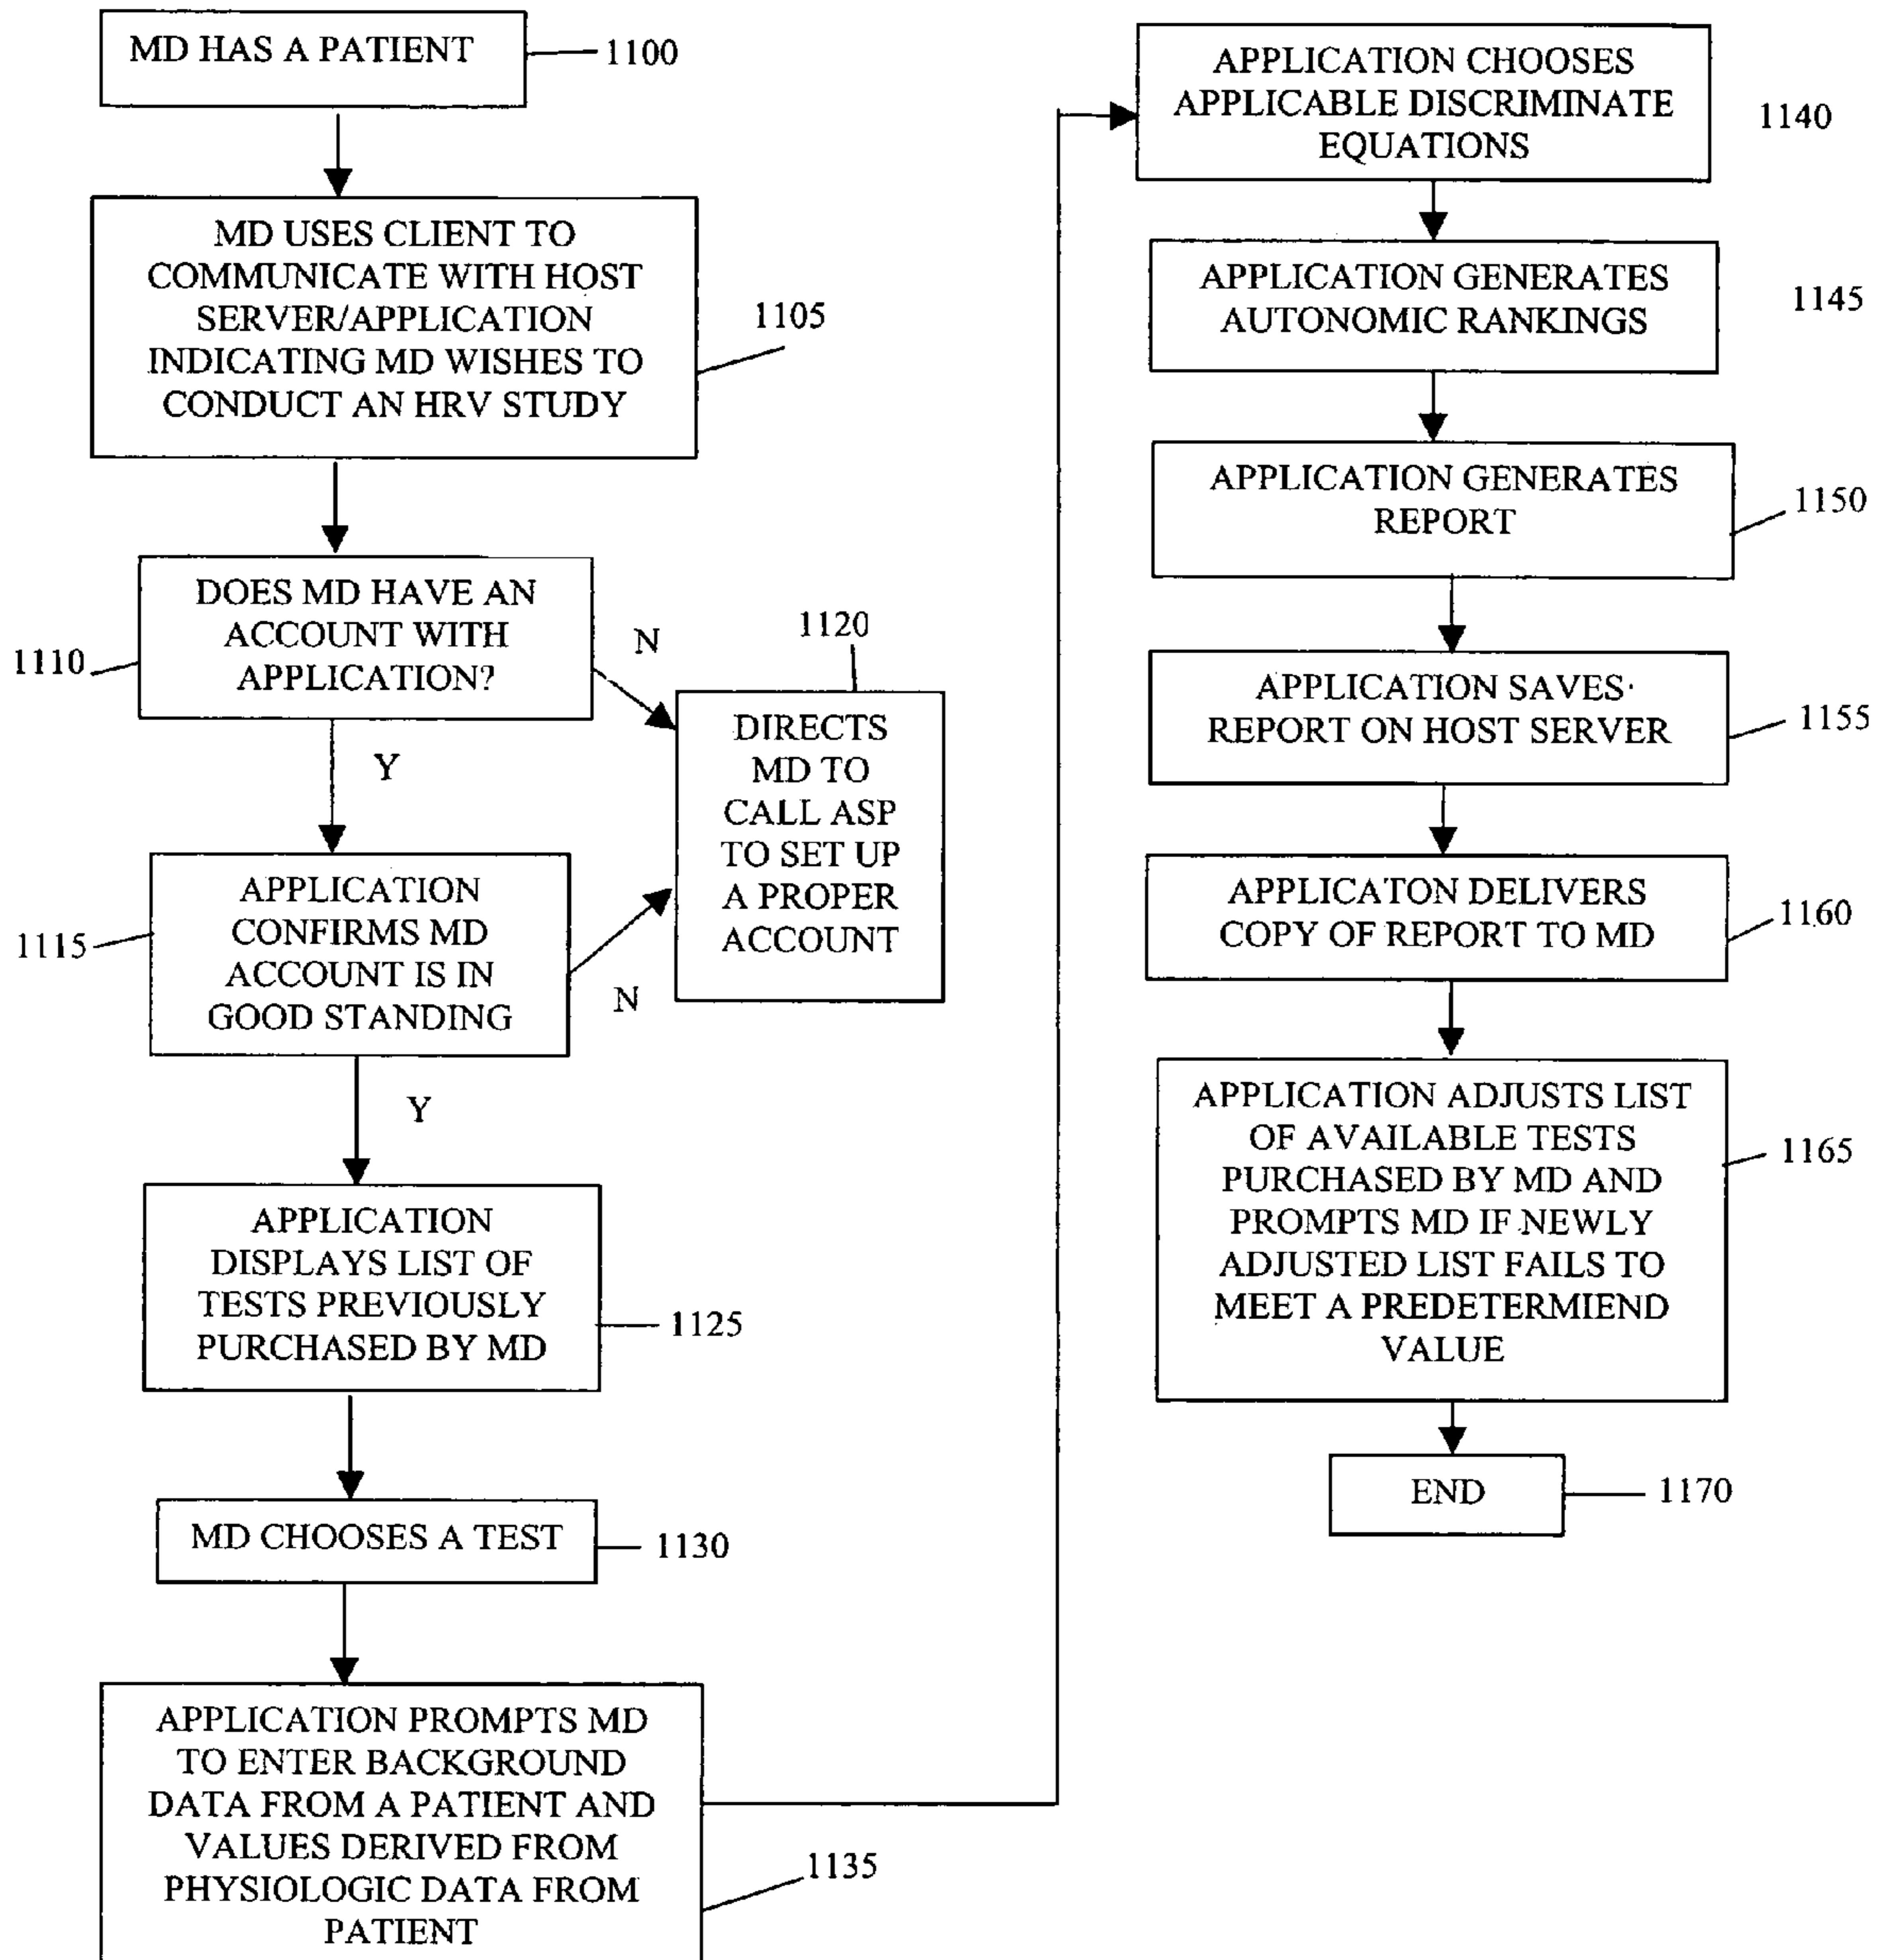 MD HAS A PATIENT
1100
MD USES CLIENT TO
COMMUNICATE WITH HOST
SERVER/APPLICATION
INDICATING MD WISHES TO
CONDUCT AN HRV STUDY
1105
DOES MD HAVE AN
ACCOUNT WITH
APPLICATION?
1110
N
Y
1120
DIRECTS
MD TO
CALL ASP
TO SET UP
A PROPER
ACCOUNT
APPLICATION
CONFIRMS MD
ACCOUNT IS IN
GOOD STANDING
1115
N
Y
APPLICATION
DISPLAYS LIST OF
TESTS PREVIOUSLY
PURCHASED BY MD
1125
MD CHOOSES A TEST
1130
APPLICATION PROMPTS MD
TO ENTER BACKGROUND
DATA FROM A PATIENT AND
VALUES DERIVED FROM
PHYSIOLOGIC DATA FROM
PATIENT
1135
APPLICATION CHOOSES
APPLICABLE DISCRIMINATE
EQUATIONS
1140
APPLICATION GENERATES
AUTONOMIC RANKINGS
1145
APPLICATION GENERATES
REPORT
1150
APPLICATION SAVES
REPORT ON HOST SERVER
1155
APPLICATON DELIVERS
COPY OF REPORT TO MD
1160
APPLICATION ADJUSTS LIST
OF AVAILABLE TESTS
PURCHASED BY MD AND
PROMPTS MD IF NEWLY
ADJUSTED LIST FAILS TO
MEET A PREDETERMIEND
VALUE
1165
END
1170